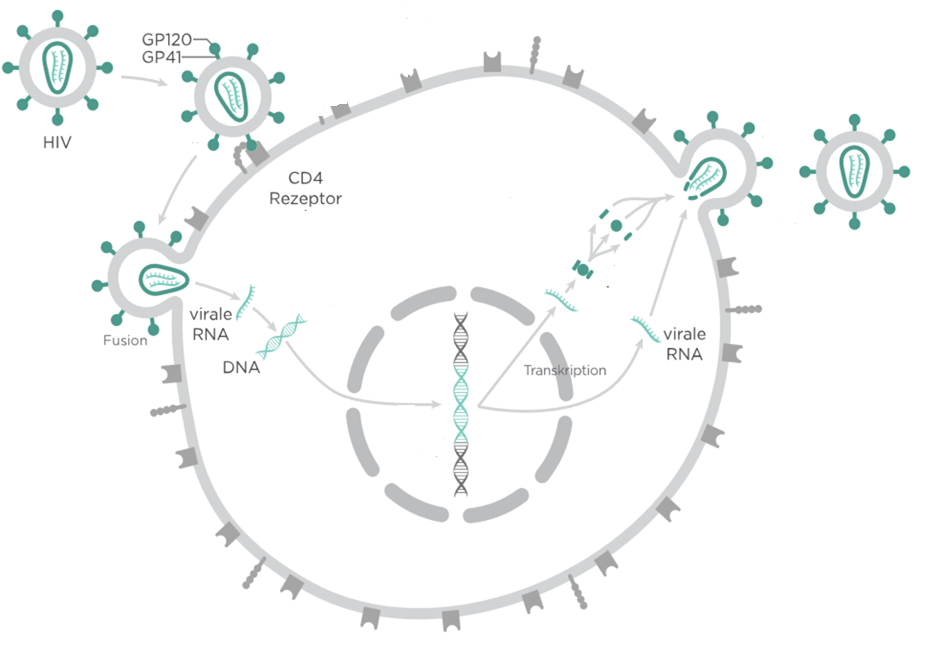 GP120
GP41
HIV
CD4
Rezeptor
Fusion
virale
RNA
DNA
Transkription
virale
RNA